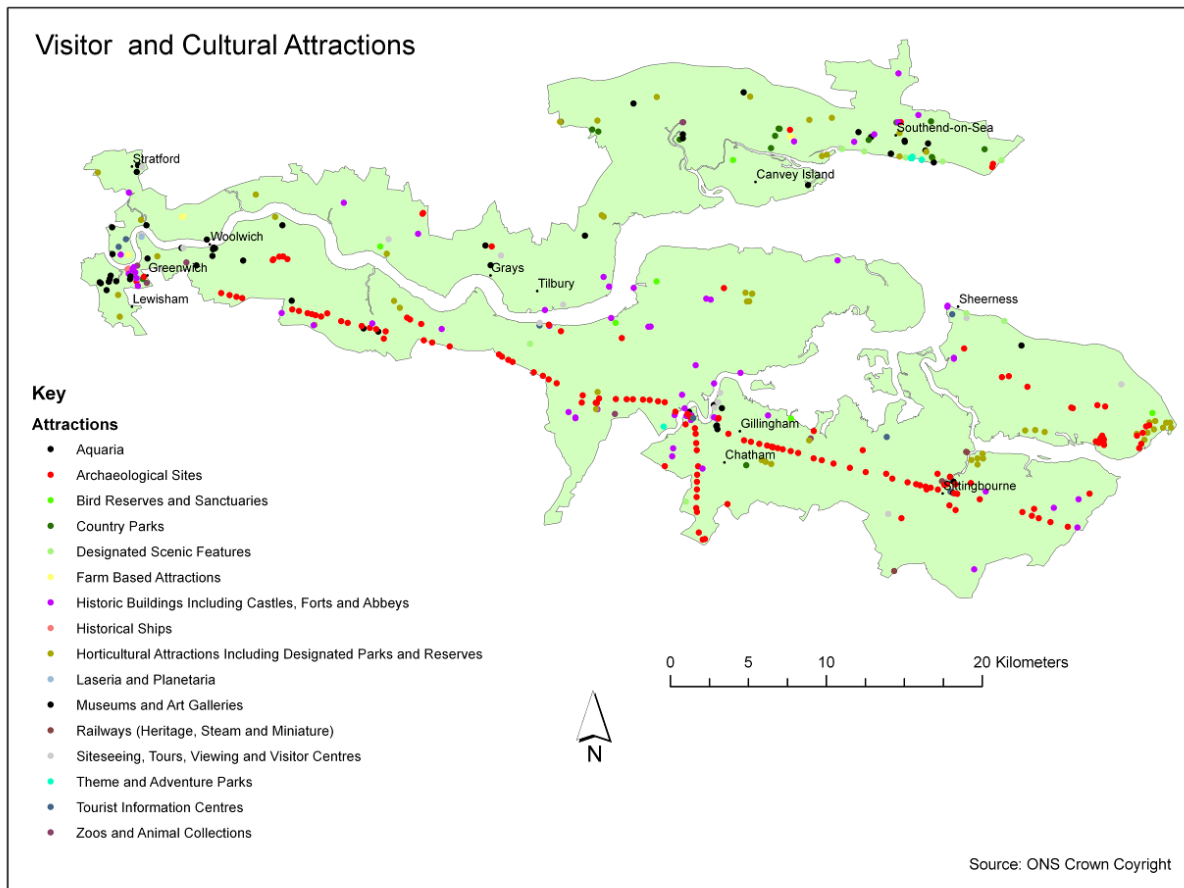 Visitor  and Cultural Attractions
Stratford
Southend-on-Sea
Canvey Island
Woolwich
Greenwich
Grays
Tilbury
Lewisham
Sheerness
Gillingham
Chatham
Sittingbourne
Key
Attractions
Aquaria
Archaeological Sites
Bird Reserves and Sanctuaries
Country Parks
Designated Scenic Features
Farm Based Attractions
Historic Buildings Including Castles, Forts and Abbeys
Historical Ships
Horticultural Attractions Including Designated Parks and Reserves
Laseria and Planetaria
Museums and Art Galleries
Railways (Heritage, Steam and Miniature)
Siteseeing, Tours, Viewing and Visitor Centres
Theme and Adventure Parks
Tourist Information Centres
Zoos and Animal Collections
0 5 10 20 Kilometers
N
Source: ONS Crown Coyright